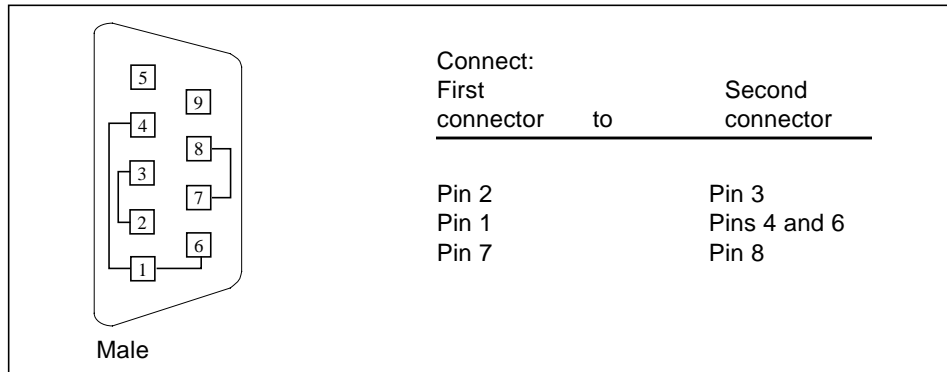 5
9
4
8
3
7
2
6
1
Male
Connect:
First Second
connector to connector
Pin 2 Pin 3
Pin 1 Pins 4 and 6
Pin 7 Pin 8